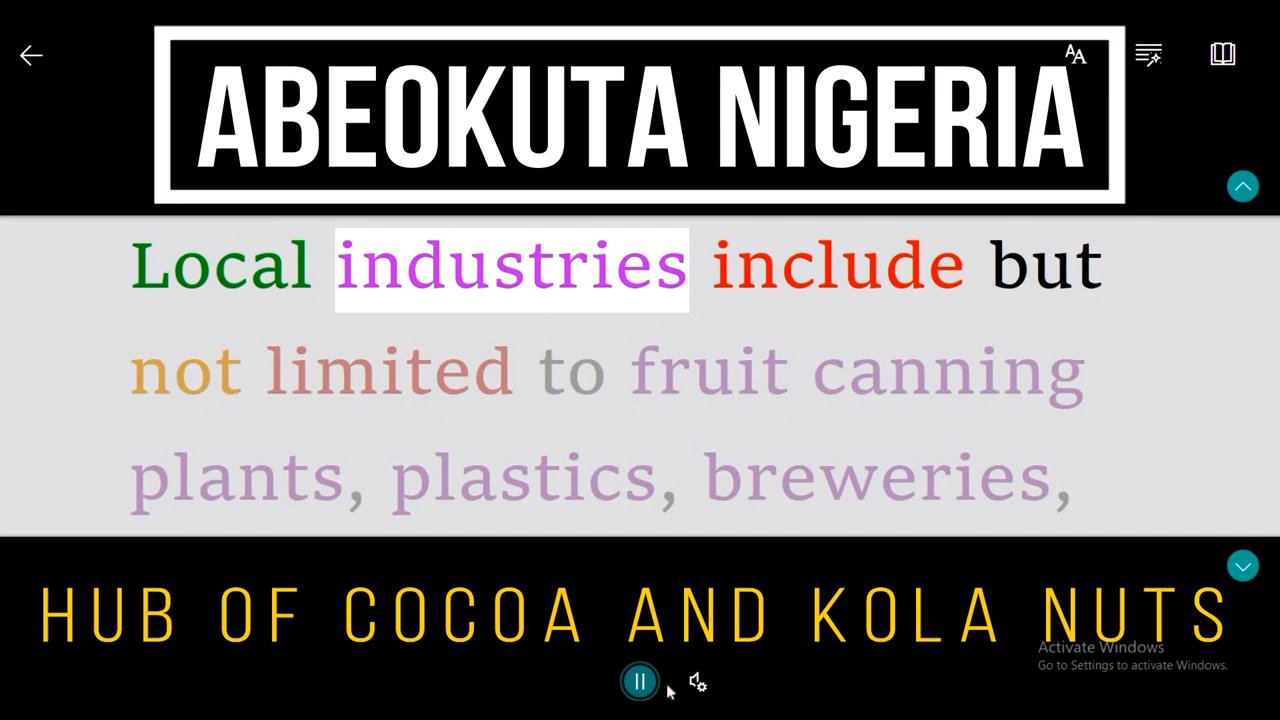 ABEOKUTA NIGERIA
Local industries include but
not limited to fruit canning
plants, plastics, breweries,
HUB OF COCOA AND KOLA NUTS
Activate Windows
Go to Settings to activate Windows.